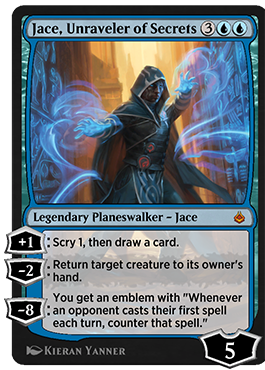 Jace, Unraveler of Secrets 3
Legendary Planeswalker – Jace
+1 Scry 1, then draw a card.
−2 Return target creature to its owner's
hand.
−8 You get an emblem with "Whenever
an opponent casts their first spell
each turn, counter that spell."
KIERAN YANNER
5